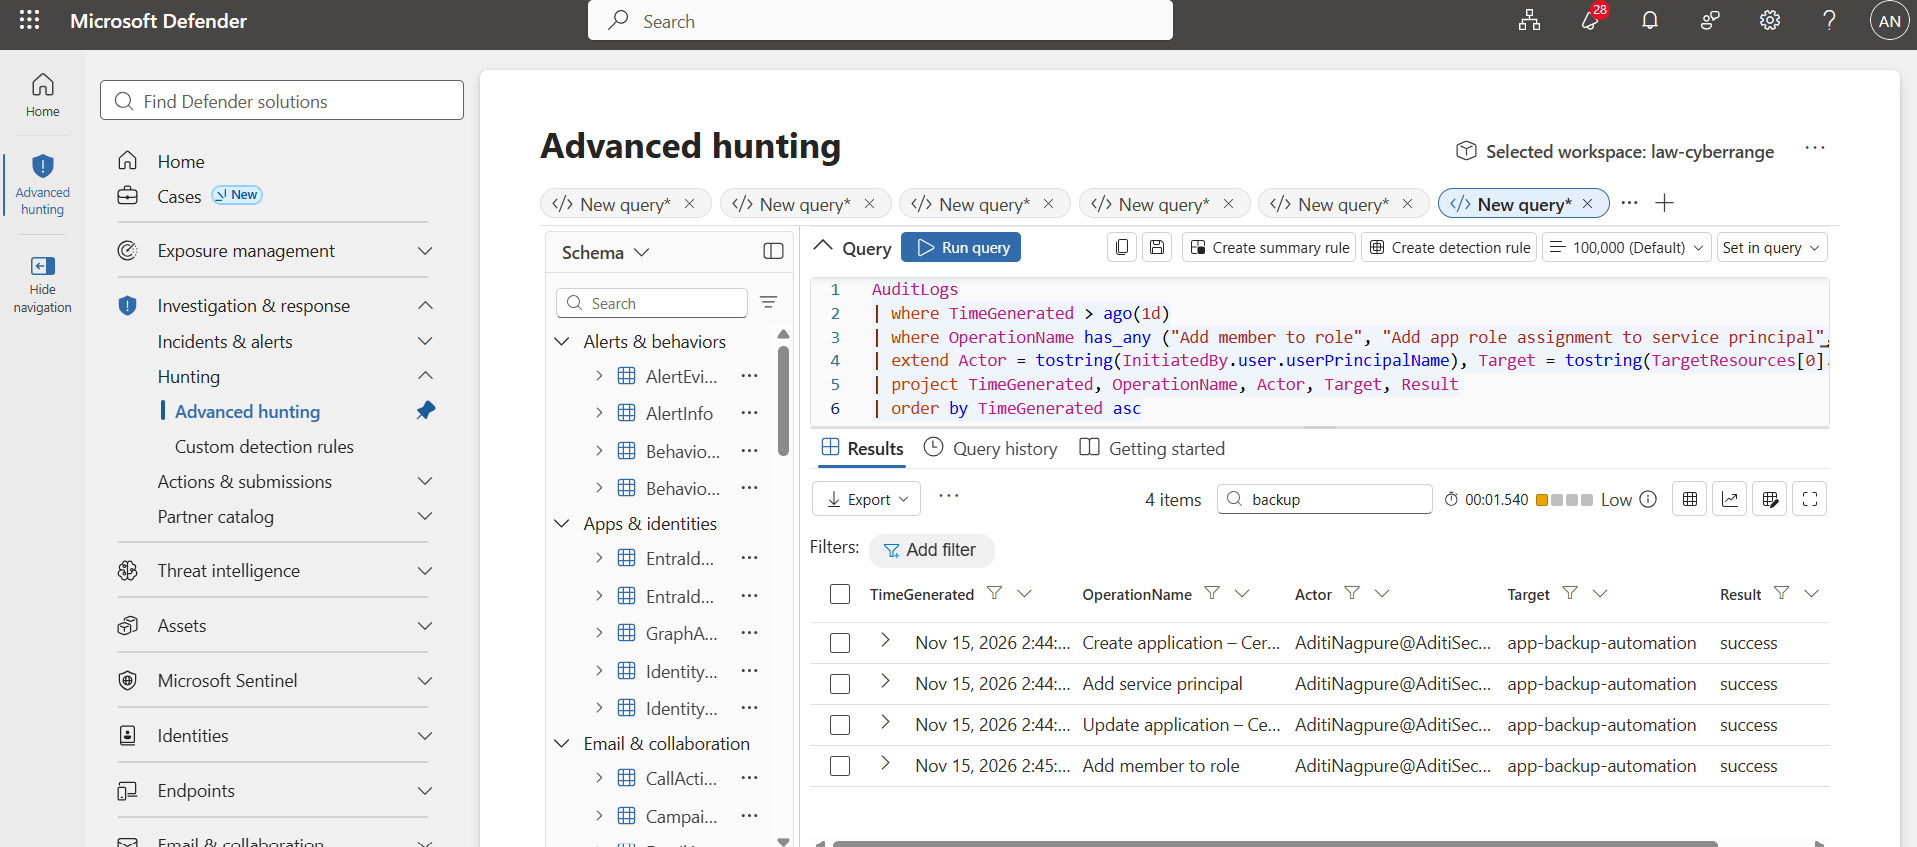 Microsoft Defender
Search
28
AN
Home
Advanced
hunting
Hide
navigation
Find Defender solutions
Home
Cases New
Exposure management
Investigation & response
Incidents & alerts
Hunting
Advanced hunting
Custom detection rules
Actions & submissions
Partner catalog
Threat intelligence
Assets
Microsoft Sentinel
Identities
Endpoints
Email & collaboration
Advanced hunting
Selected workspace: law-cyberrange
New query*
New query*
New query*
New query*
New query*
New query*
Schema
Search
Alerts & behaviors
AlertEvi...
AlertInfo
Behavio...
Behavio...
Apps & identities
EntraId...
EntraId...
GraphA...
Identity...
Identity...
Email & collaboration
CallActi...
Campai...
Query
Run query
Create summary rule
Create detection rule
100,000 (Default)
Set in query
1 AuditLogs
2 | where TimeGenerated > ago(1d)
3 | where OperationName has_any ("Add member to role", "Add app role assignment to service principal",
4 | extend Actor = tostring(InitiatedBy.user.userPrincipalName), Target = tostring(TargetResources[0].
5 | project TimeGenerated, OperationName, Actor, Target, Result
6 | order by TimeGenerated asc
Results
Query history
Getting started
Export
4 items
backup
00:01.540
Low
Filters:
Add filter
TimeGenerated OperationName Actor Target Result
Nov 15, 2026 2:44:... Create application – Cer... AditiNagpure@AditiSec... app-backup-automation success
Nov 15, 2026 2:44:... Add service principal AditiNagpure@AditiSec... app-backup-automation success
Nov 15, 2026 2:44:... Update application – Ce... AditiNagpure@AditiSec... app-backup-automation success
Nov 15, 2026 2:45:... Add member to role AditiNagpure@AditiSec... app-backup-automation success